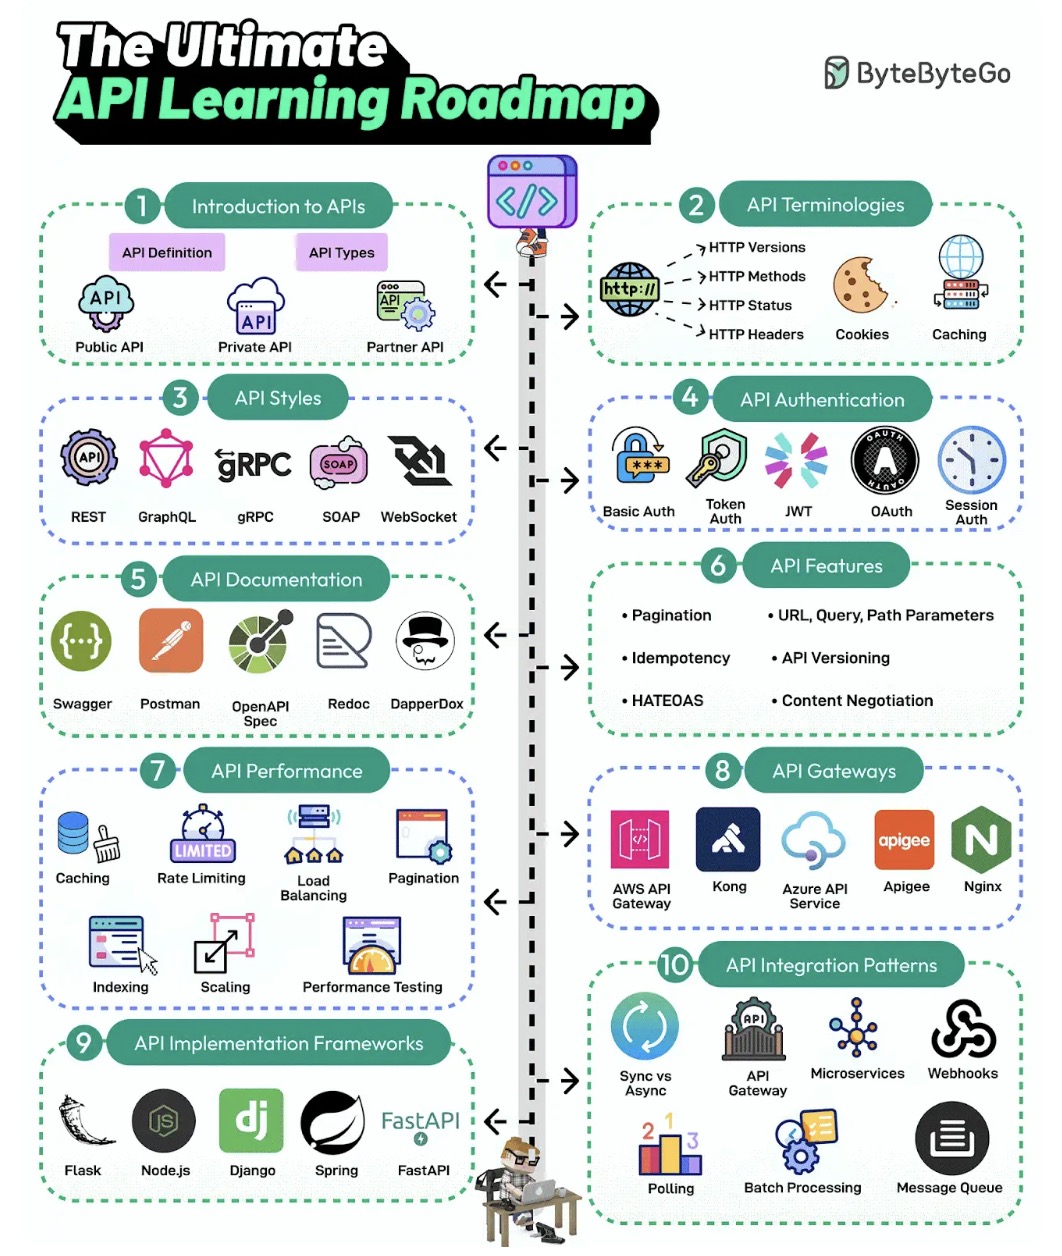 The Ultimate
API Learning Roadmap
ByteByteGo
</>
1
Introduction to APIs
API Definition
API Types
API
API
API
Public API
Private API
Partner API
2
API Terminologies
http://
HTTP Versions
HTTP Methods
HTTP Status
HTTP Headers
Cookies
Caching
3
API Styles
API
gRPC
SOAP
REST
GraphQL
gRPC
SOAP
WebSocket
4
API Authentication
***
OAUTH
A
OAUTH
Basic Auth
Token
Auth
JWT
OAuth
Session
Auth
5
API Documentation
{···}
Swagger
Postman
OpenAPI
Spec
Redoc
DapperDox
6
API Features
• Pagination
• URL, Query, Path Parameters
• Idempotency
• API Versioning
• HATEOAS
• Content Negotiation
7
API Performance
LIMITED
Caching
Rate Limiting
Load
Balancing
Pagination
Indexing
Scaling
Performance Testing
8
API Gateways
</>
apigee
N
AWS API
Gateway
Kong
Azure API
Service
Apigee
Nginx
9
API Implementation Frameworks
JS
dj
FastAPI
Flask
Node.js
Django
Spring
FastAPI
10
API Integration Patterns
API
Sync vs
Async
API
Gateway
Microservices
Webhooks
2 1 3
Polling
Batch Processing
Message Queue